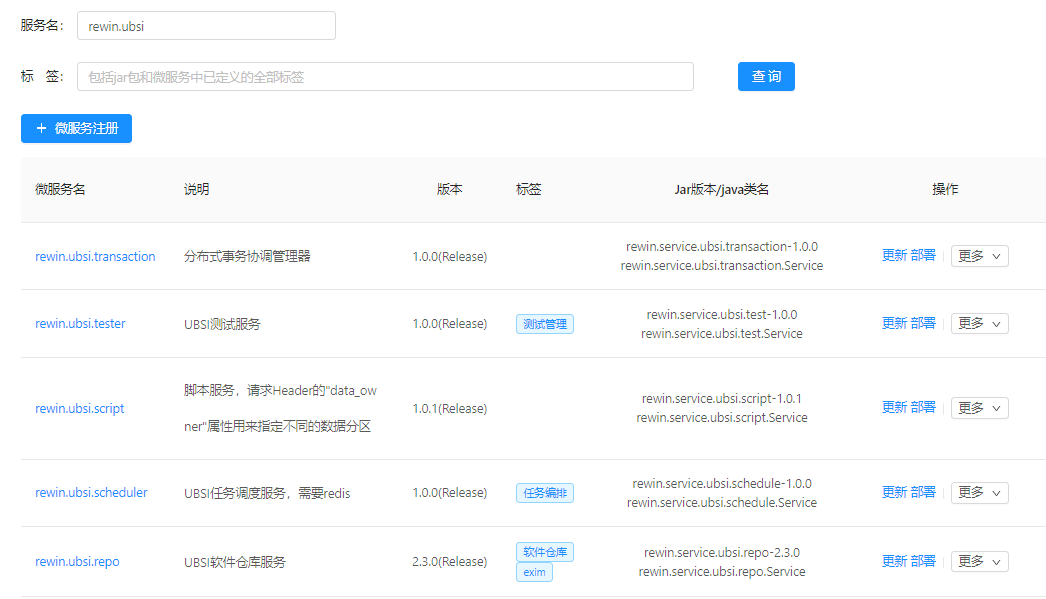 服务名： rewin.ubsi
标 签： 包括jar包和微服务中已定义的全部标签 查 询
＋ 微服务注册
微服务名 说明 版本 标签 Jar版本/java类名 操作
rewin.ubsi.transaction 分布式事务协调管理器 1.0.0(Release) rewin.service.ubsi.transaction-1.0.0 更新 部署 更多
rewin.service.ubsi.transaction.Service
rewin.ubsi.tester UBSI测试服务 1.0.0(Release) 测试管理 rewin.service.ubsi.test-1.0.0 更新 部署 更多
rewin.service.ubsi.test.Service
脚本服务，请求Header的"data_ow
rewin.ubsi.script 1.0.1(Release) rewin.service.ubsi.script-1.0.1 更新 部署 更多
rewin.service.ubsi.script.Service
ner"属性用来指定不同的数据分区
rewin.ubsi.scheduler UBSI任务调度服务，需要redis 1.0.0(Release) 任务编排 rewin.service.ubsi.schedule-1.0.0 更新 部署 更多
rewin.service.ubsi.schedule.Service
rewin.ubsi.repo UBSI软件仓库服务 2.3.0(Release) 软件仓库 rewin.service.ubsi.repo-2.3.0 更新 部署 更多
exim rewin.service.ubsi.repo.Service